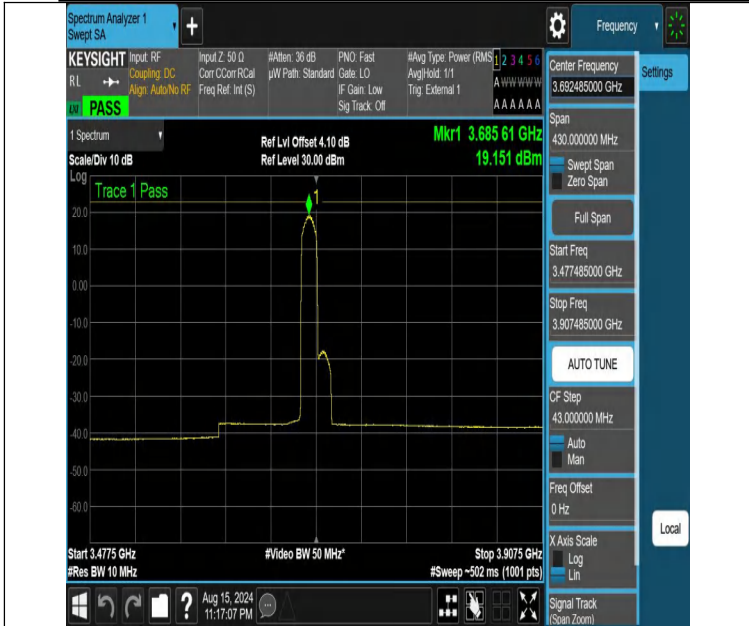 Spectrum Analyzer 1
Swept SA
+
Frequency
KEYSIGHT
RL
PASS
Input: RF
Coupling: DC
Align: Auto/No RF
Input Z: 50 Ω
Corr CCorr RCal
Freq Ref: Int (S)
#Atten: 36 dB
µW Path: Standard
PNO: Fast
Gate: LO
IF Gain: Low
Sig Track: Off
#Avg Type: Power (RMS
Avg|Hold: 1/1
Trig: External 1
1 2 3 4 5 6
A W W W W W
A A A A A A
1 Spectrum
Scale/Div 10 dB
Ref Lvl Offset 4.10 dB
Ref Level 30.00 dBm
Mkr1 3.685 61 GHz
19.151 dBm
Log
Trace 1 Pass
1
20.0
10.0
0.00
-10.0
-20.0
-30.0
-40.0
-50.0
-60.0
Start 3.4775 GHz
#Res BW 10 MHz
#Video BW 50 MHz*
Stop 3.9075 GHz
#Sweep ~502 ms (1001 pts)
?
Aug 15, 2024
11:17:07 PM
Center Frequency
3.692485000 GHz
Settings
Span
430.000000 MHz
Swept Span
Zero Span
Full Span
Start Freq
3.477485000 GHz
Stop Freq
3.907485000 GHz
AUTO TUNE
CF Step
43.000000 MHz
Auto
Man
Freq Offset
0 Hz
X Axis Scale
Log
Lin
Local
Signal Track
(Span Zoom)